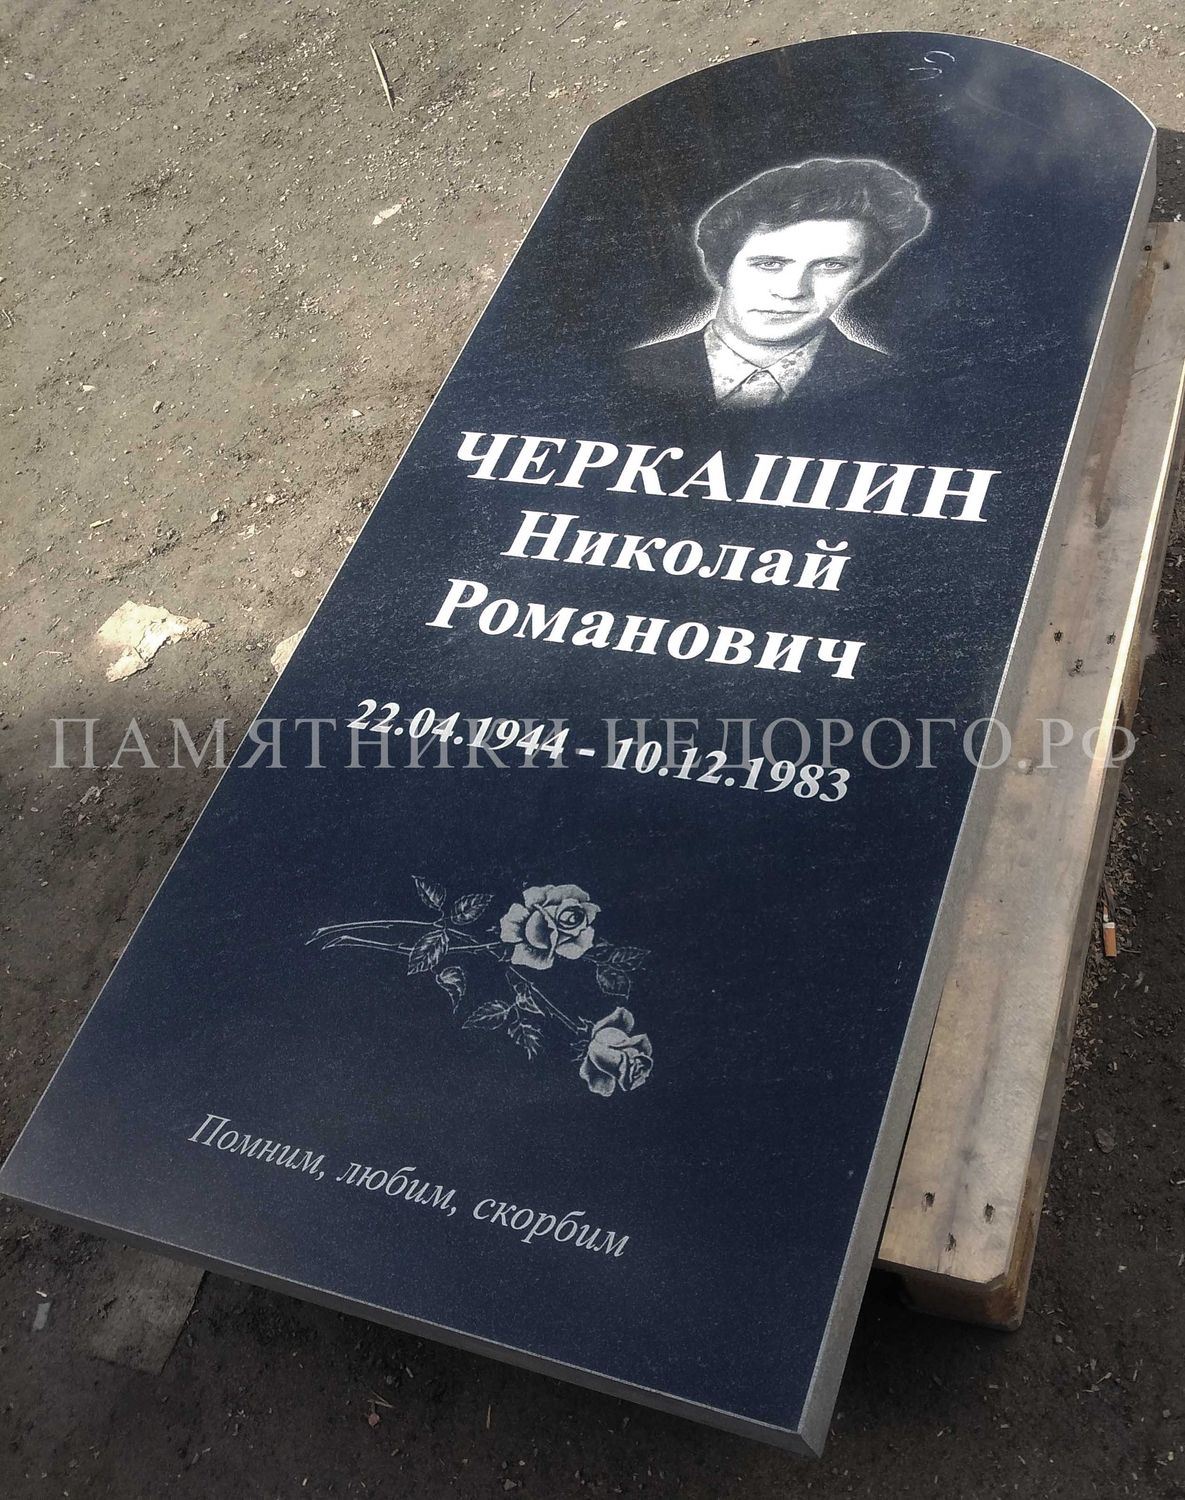 ЧЕРКАШИН
Николай
Романович
22.04.1944 - 10.12.1983
ПАМЯТНИКИ-НЕДОРОГО.РФ
Помним, любим, скорбим